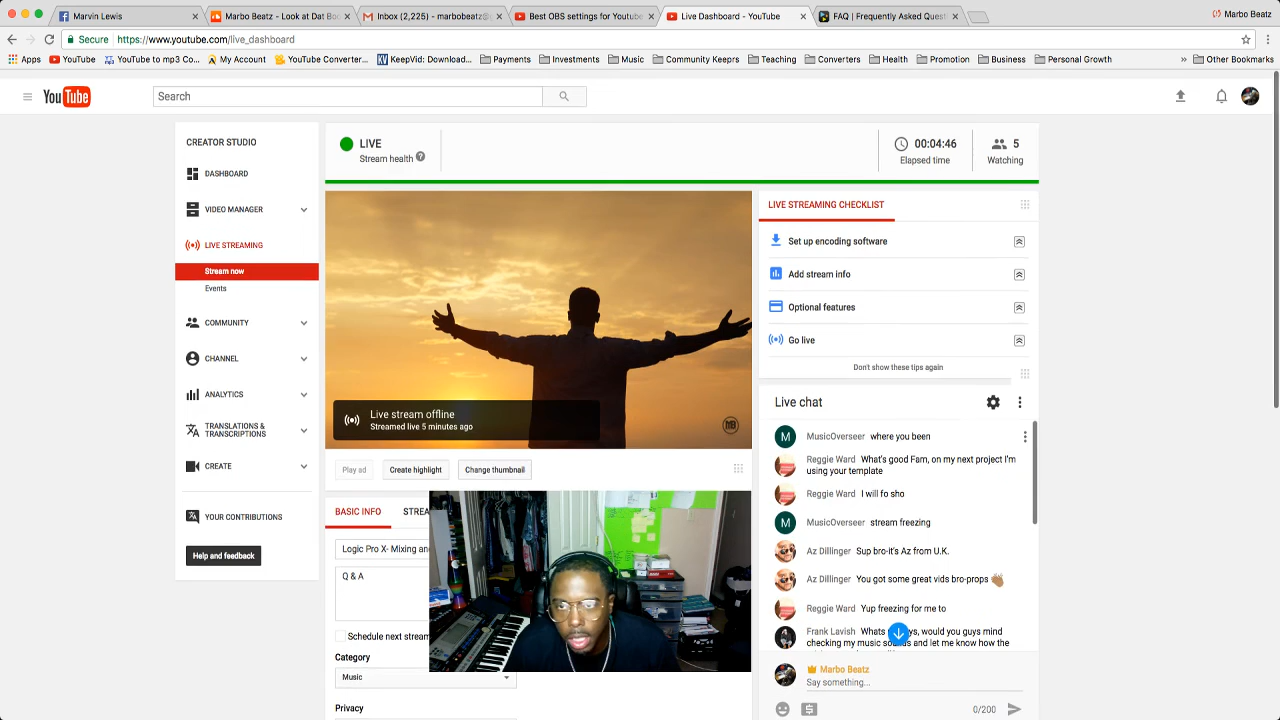 Marvin Lewis
Marbo Beatz - Look at Dat Boo
Inbox (2,225) - marbobeatz@
Best OBS settings for Youtube
Live Dashboard - YouTube
FAQ | Frequently Asked Quest
Marbo Beatz
Secure
https://www.youtube.com/live_dashboard
Apps
YouTube
YouTube to mp3 Co...
My Account
YouTube Converter...
KeepVid: Download...
Payments
Investments
Music
Community Keeprs
Teaching
Converters
Health
Promotion
Business
Personal Growth
Other Bookmarks
YouTube
Search
CREATOR STUDIO
DASHBOARD
VIDEO MANAGER
LIVE STREAMING
Stream now
Events
COMMUNITY
CHANNEL
ANALYTICS
TRANSLATIONS &
TRANSCRIPTIONS
CREATE
YOUR CONTRIBUTIONS
Help and feedback
LIVE
Stream health
00:04:46
Elapsed time
5
Watching
Live stream offline
Streamed live 5 minutes ago
MB
Play ad
Create highlight
Change thumbnail
BASIC INFO
STREA
Logic Pro X- Mixing an
Q & A
Schedule next stream
Category
Music
Privacy
LIVE STREAMING CHECKLIST
Set up encoding software
Add stream info
Optional features
Go live
Don't show these tips again
Live chat
M MusicOverseer where you been
Reggie Ward What's good Fam, on my next project I'm
using your template
Reggie Ward I will fo sho
M MusicOverseer stream freezing
Az Dillinger Sup bro-it's Az from U.K.
Az Dillinger You got some great vids bro-props
Reggie Ward Yup freezing for me to
Frank Lavish Whats ys, would you guys mind
checking my music and let me know how the
Marbo Beatz
Say something...
0/200